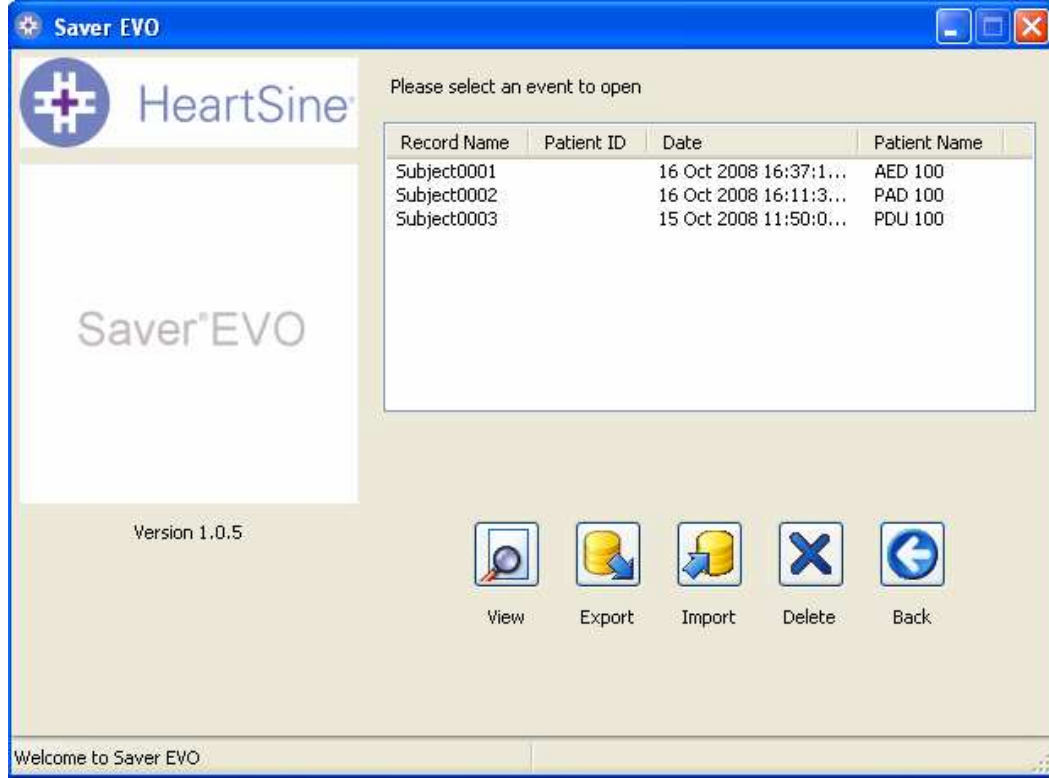 Saver EVO
HeartSine®
Please select an event to open
Record Name Patient ID Date Patient Name
Subject0001 16 Oct 2008 16:37:1... AED 100
Subject0002 16 Oct 2008 16:11:3... PAD 100
Subject0003 15 Oct 2008 11:50:0... PDU 100
Saver®EVO
Version 1.0.5
View Export Import Delete Back
Welcome to Saver EVO